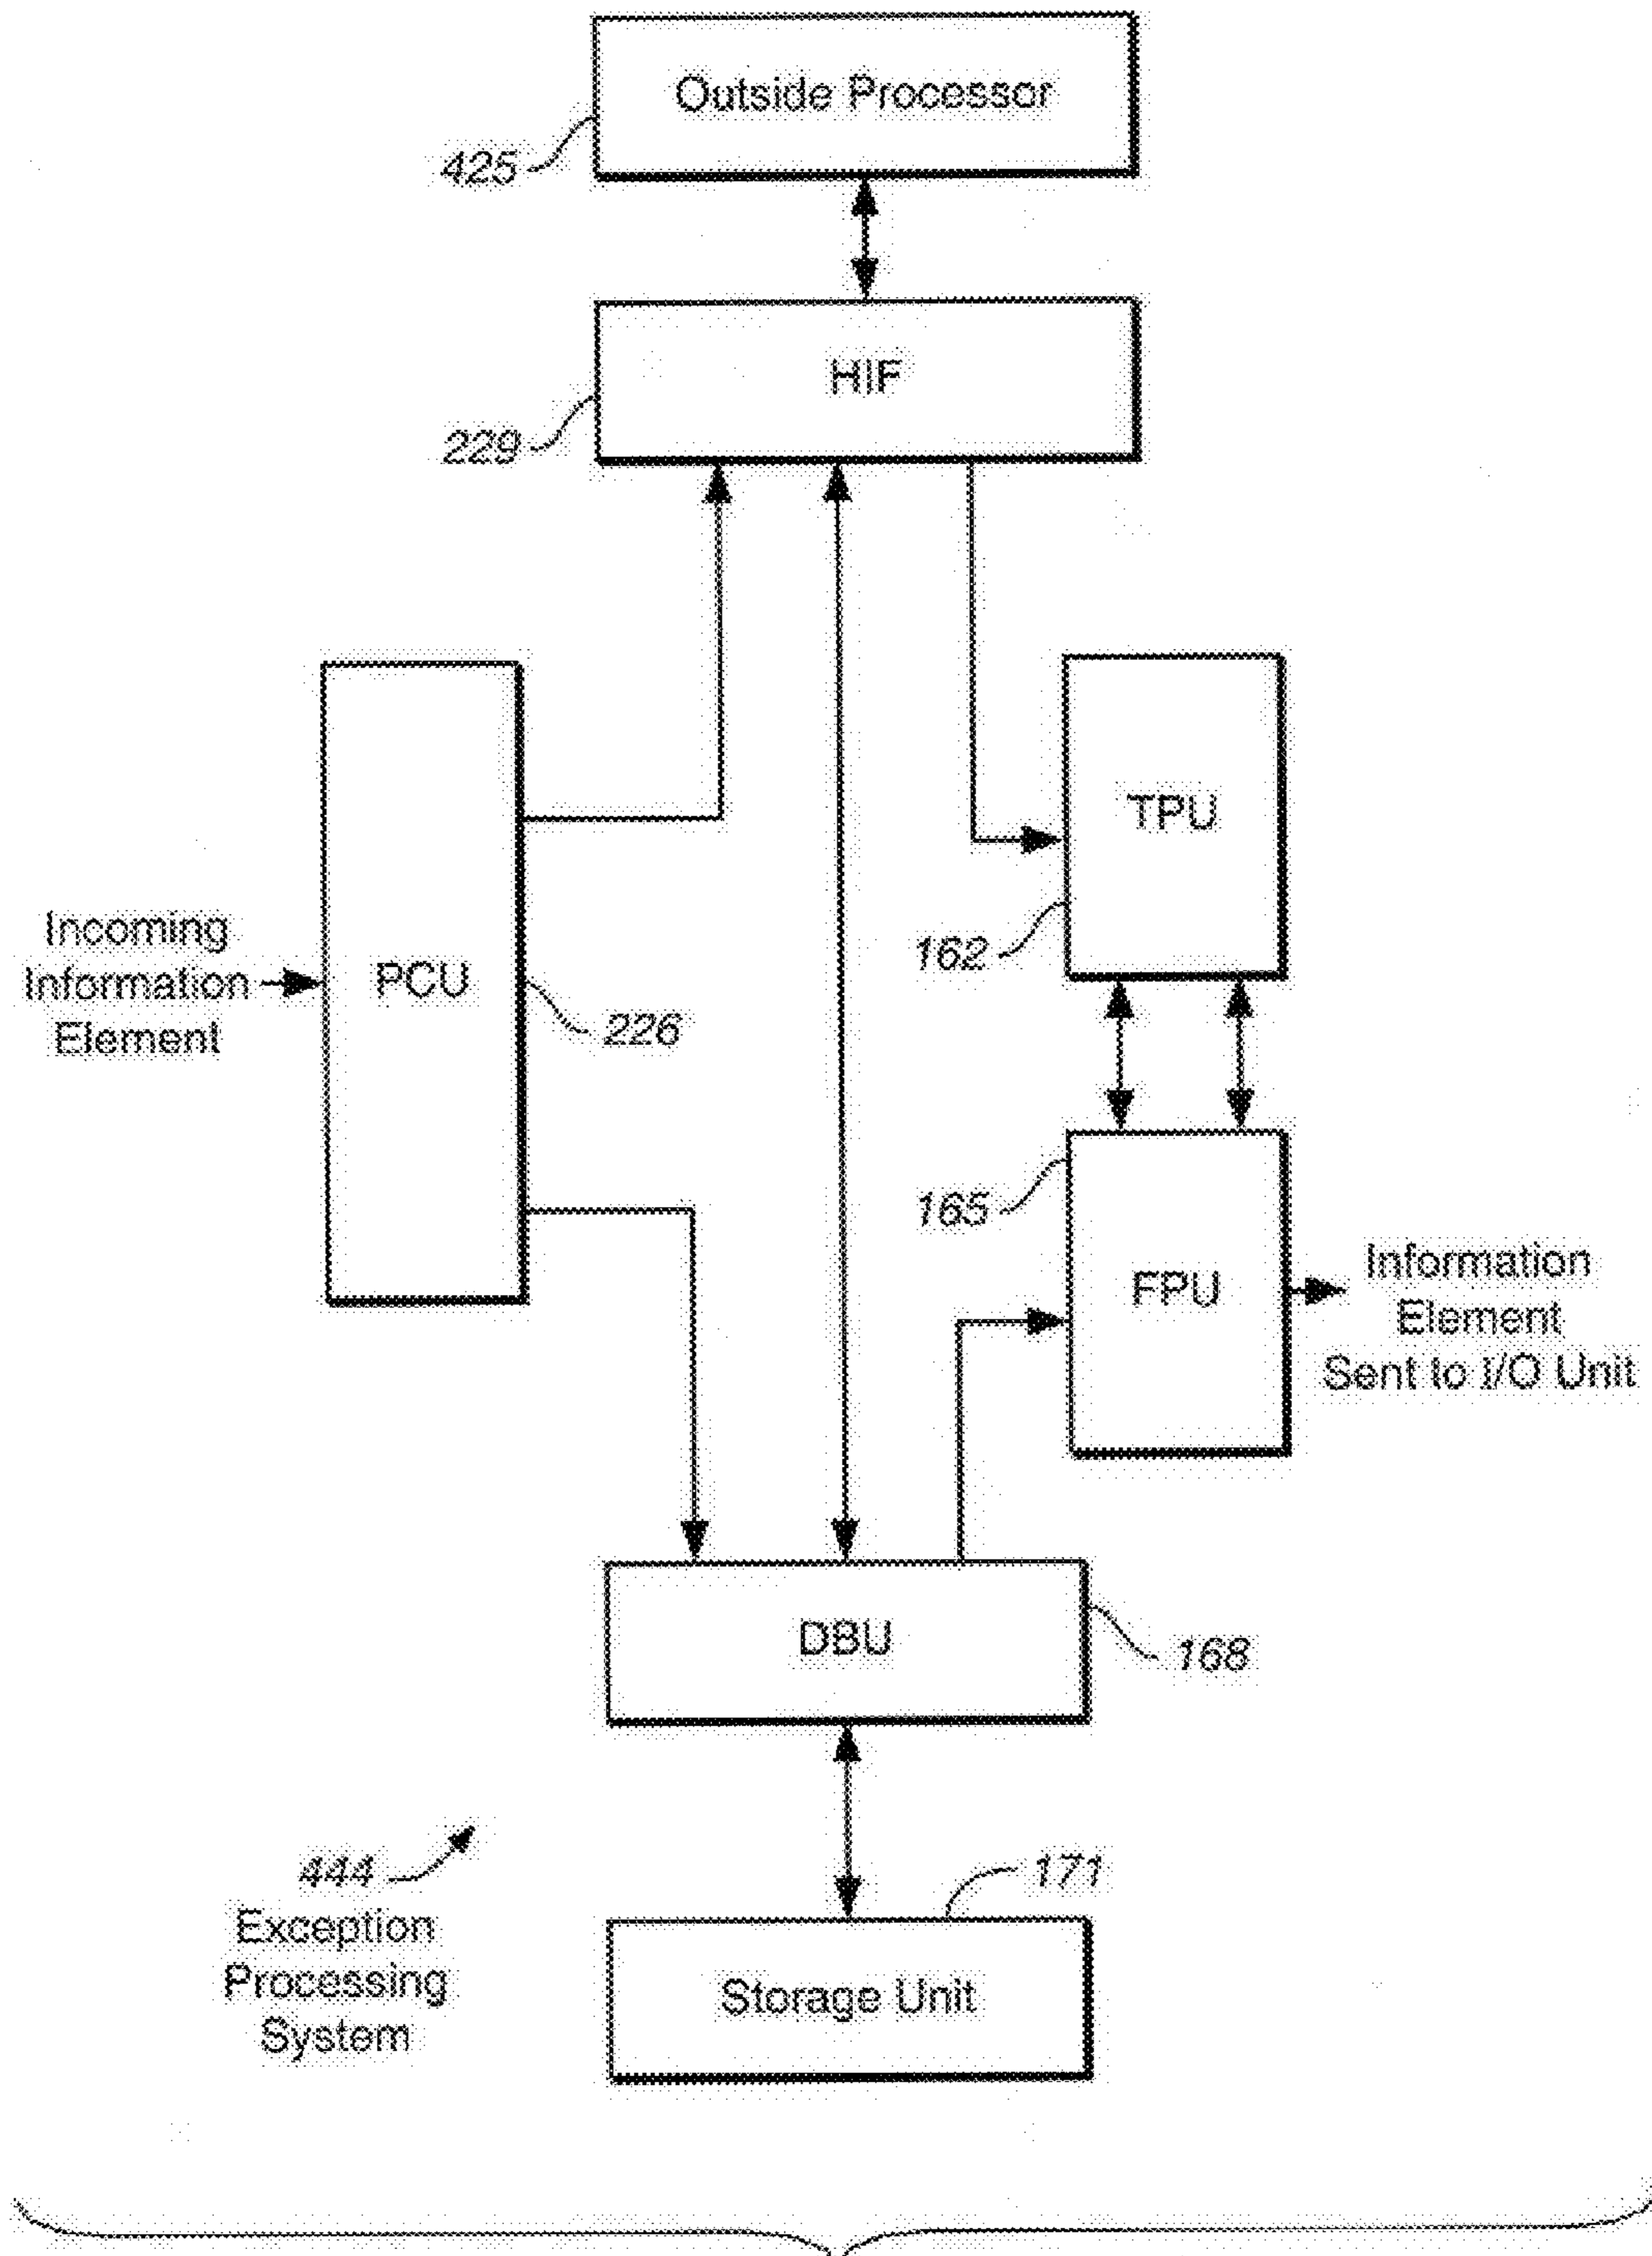 Outside Processor
425
HIF
229
TPU
162
Incoming
Information
Element
PCU
226
165
FPU
Information
Element
Sent to I/O Unit
DBU
168
444
Exception
Processing
System
171
Storage Unit